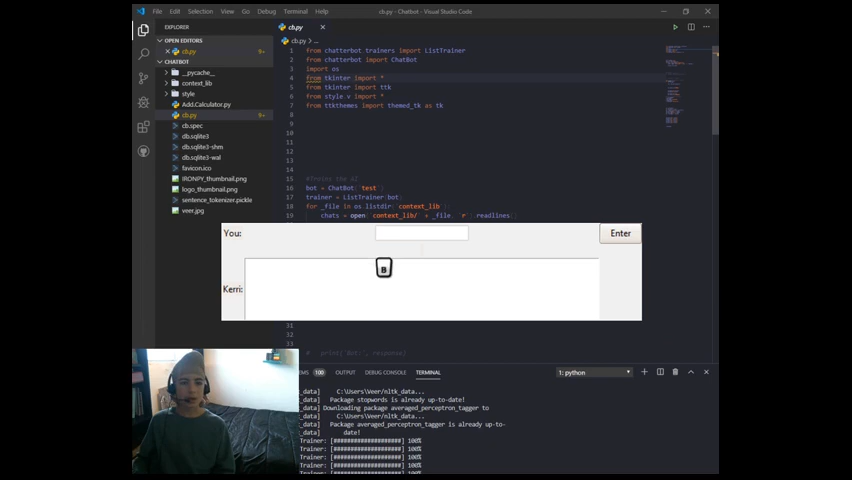 File Edit Selection View Go Debug Terminal Help
cb.py - Chatbot - Visual Studio Code
EXPLORER
cb.py
OPEN EDITORS
cb.py 9+
CHATBOT
__pycache__
context_lib
style
Add.Calculator.py
cb.py 9+
cb.spec
db.sqlite3
db.sqlite3-shm
db.sqlite3-wal
favicon.ico
IRONPY_thumbnail.png
logo_thumbnail.png
sentence_tokenizer.pickle
veer.jpg
cb.py > ...
1 from chatterbot.trainers import ListTrainer
2 from chatterbot import ChatBot
3 import os
4 from tkinter import *
5 from tkinter import ttk
6 from style.v import *
7 from ttkthemes import themed_tk as tk
8
9
10
11
12
13
14
15 #Trains the AI
16 bot = ChatBot('test')
17 trainer = ListTrainer(bot)
18 for _file in os.listdir('context_lib'):
19 chats = open('context_lib/' + _file, 'r').readlines()
You:
Enter
B
Kerri:
31
32
33
# print('Bot:', response)
100 OUTPUT DEBUG CONSOLE TERMINAL
1: python
_data] C:\Users\Veer/nltk_data...
_data] Package stopwords is already up-to-date!
_data] Downloading package averaged_perceptron_tagger to
_data] C:\Users\Veer/nltk_data...
_data] Package averaged_perceptron_tagger is already up-to-
_data] date!
Trainer: [####################] 100%
Trainer: [####################] 100%
Trainer: [####################] 100%
Trainer: [####################] 100%
Trainer: [####################] 100%